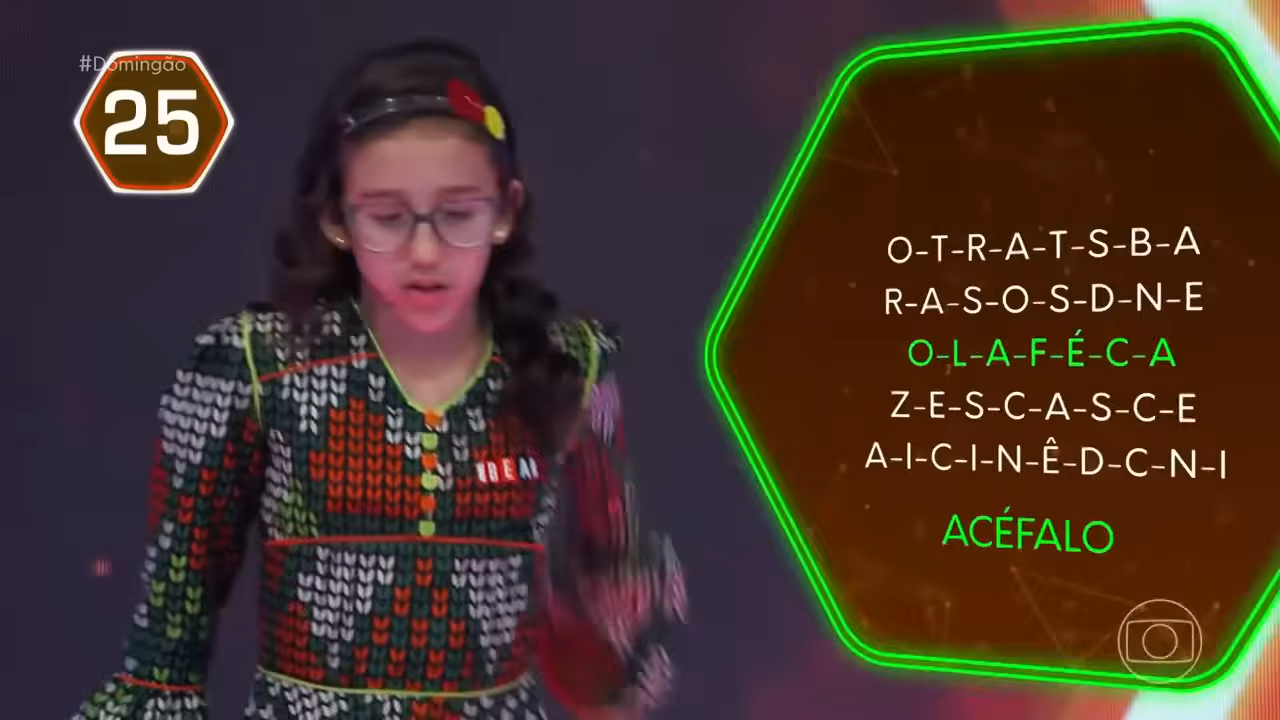 #Domingão
25
O-T-R-A-T-S-B-A
R-A-S-O-S-D-N-E
O-L-A-F-É-C-A
Z-E-S-C-A-S-C-E
A-I-C-I-N-Ê-D-C-N-I
ACÉFALO